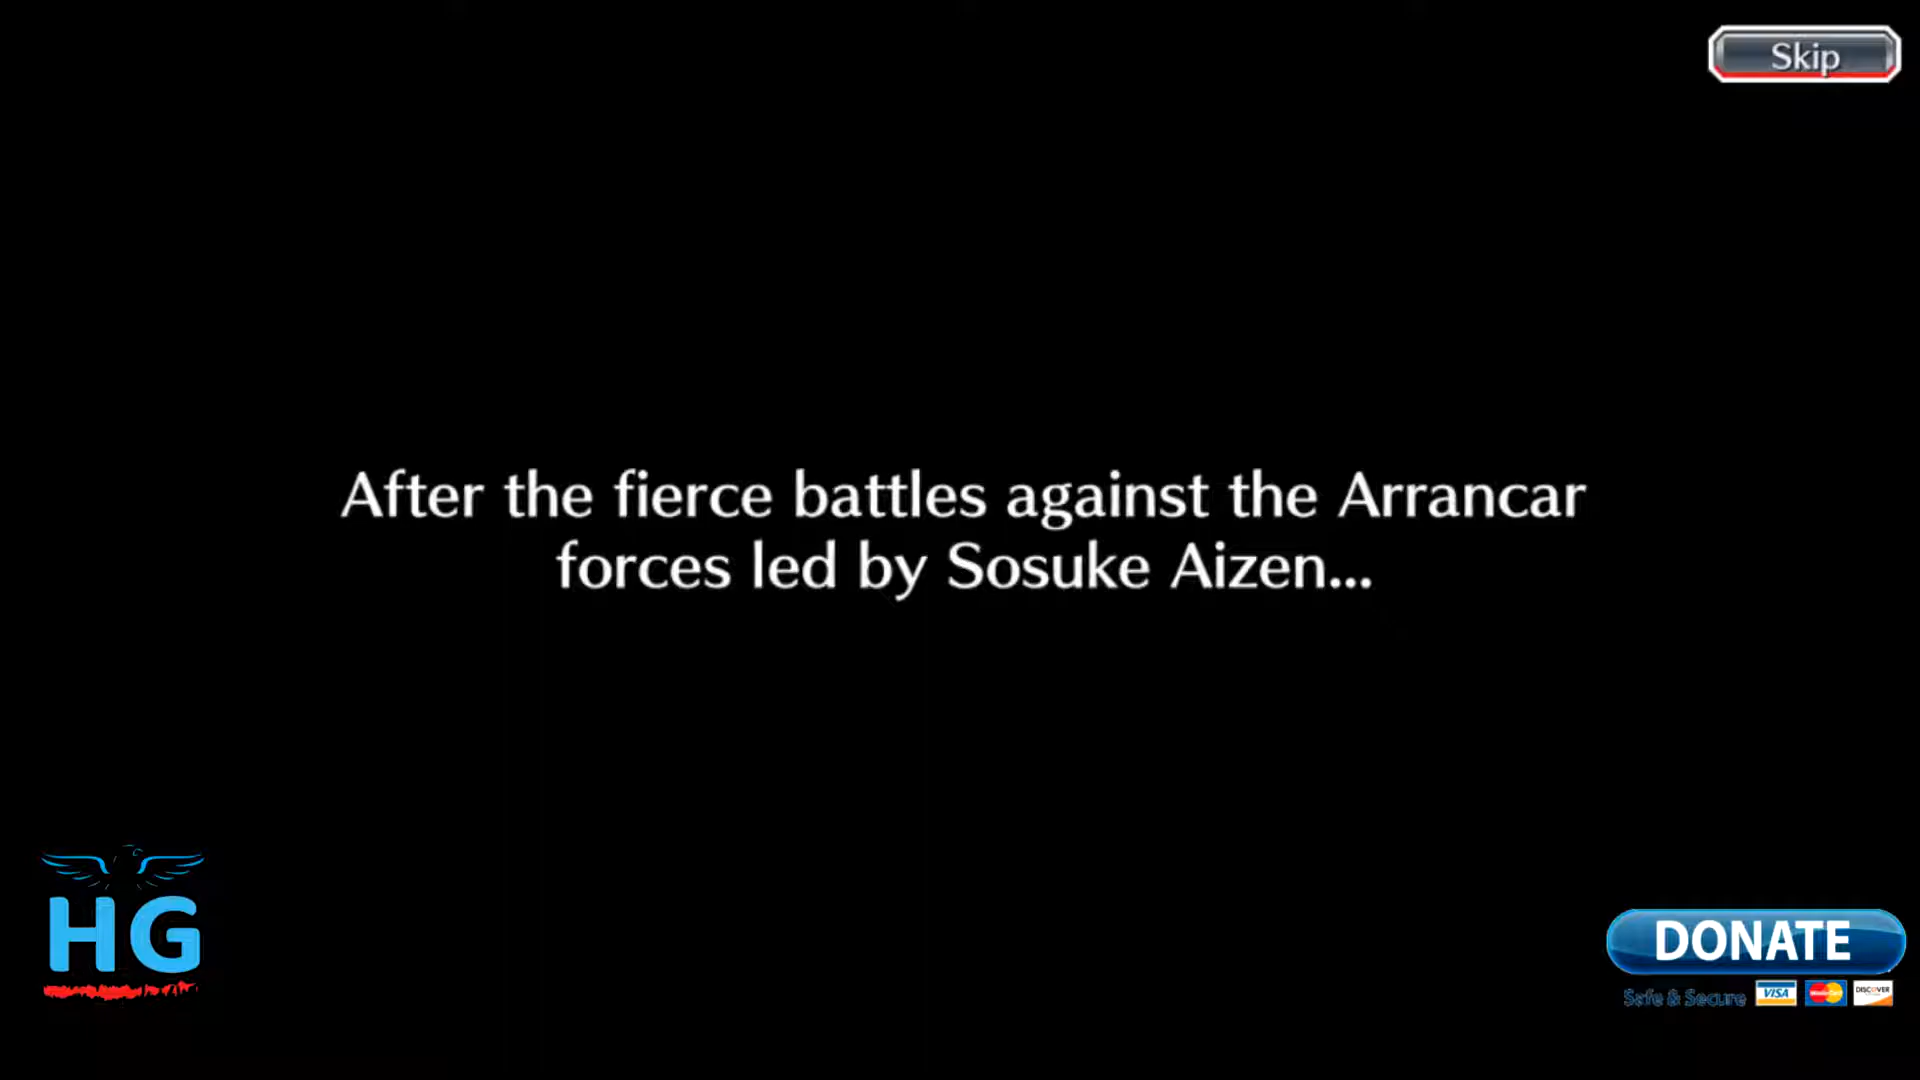 Skip
After the fierce battles against the Arrancar
forces led by Sosuke Aizen...
HG
DONATE
Safe & Secure VISA MasterCard DISCOVER